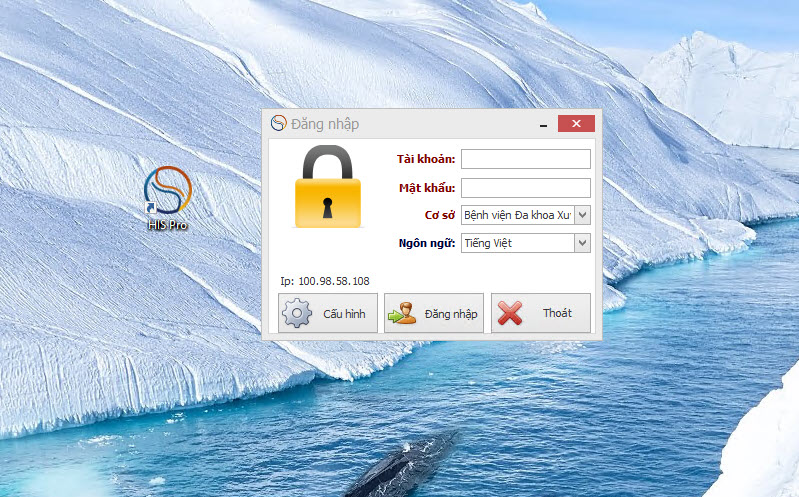 Đăng nhập
HIS Pro
Tài khoản:
Mật khẩu:
Cơ sở
Bệnh viện Đa khoa
Ngôn ngữ:
Tiếng Việt
Ip: 100.98.58.108
Cấu hình
Đăng nhập
Thoát